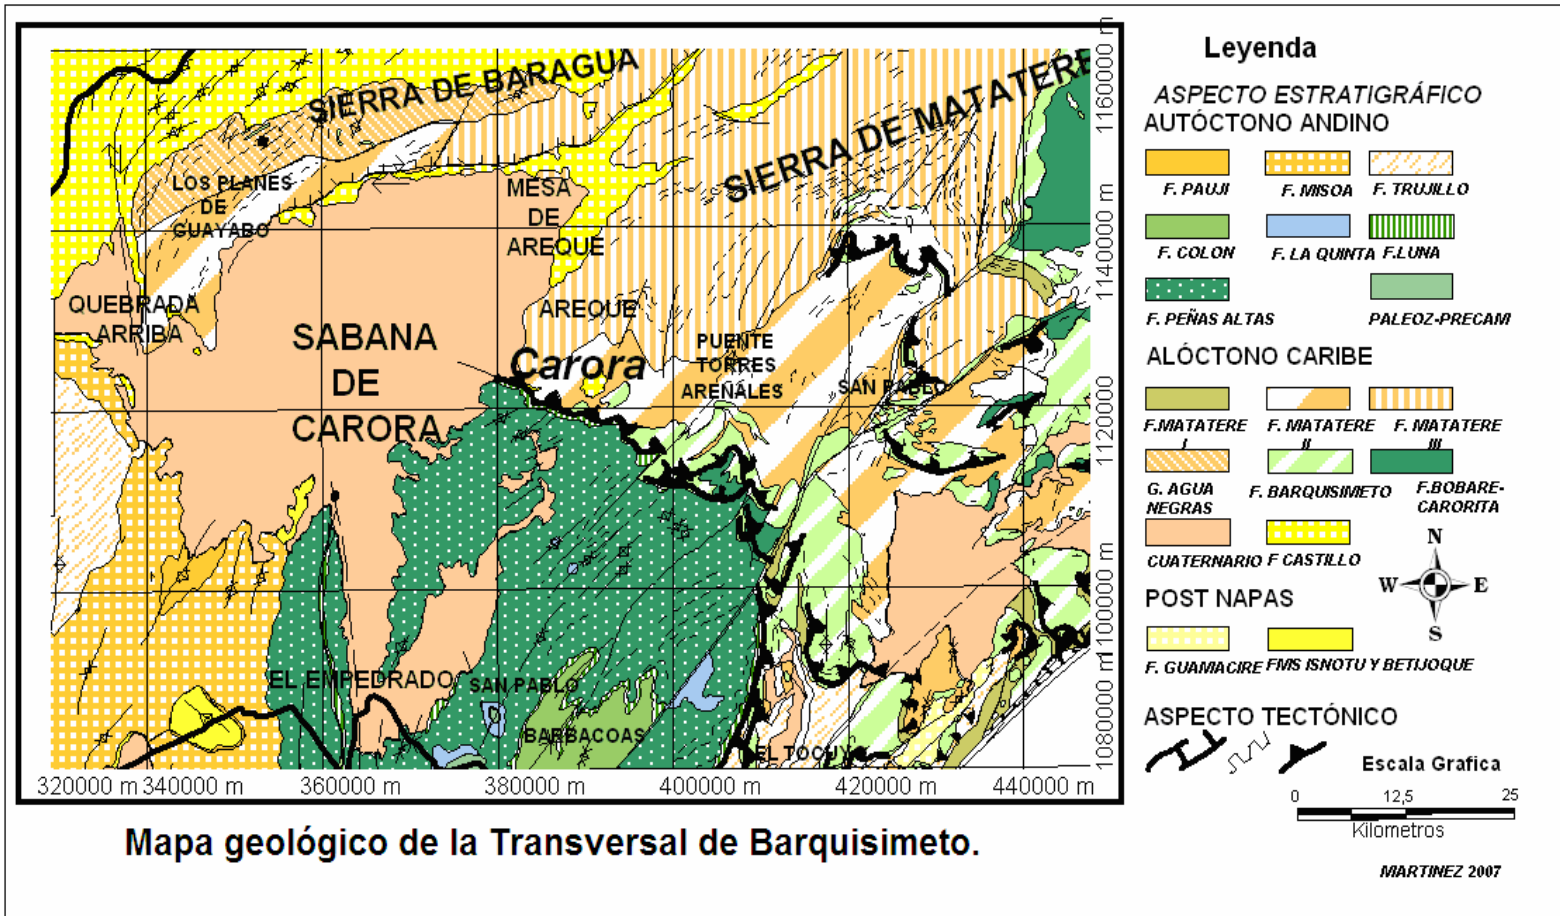 SIERRA DE BARAGUA
SIERRA DE MATATERE
LOS PLANES
DE
GUAYABO
MESA
DE
AREQUE
QUEBRADA
ARRIBA
AREQUE
SABANA
DE
CARORA
Carora
PUENTE
TORRES
AREÑALES
SAN PABLO
EL EMPEDRADO
SAN PABLO
BARBACOAS
EL TOCUY
1160000 m
1140000 m
1120000
1100000 m
1080000 m
320000 m 340000 m 360000 m 380000 m 400000 m 420000 m 440000 m
Mapa geológico de la Transversal de Barquisimeto.
Leyenda
ASPECTO ESTRATIGRÁFICO
AUTÓCTONO ANDINO
F. PAUJI F. MISOA F. TRUJILLO
F. COLON F. LA QUINTA F.LUNA
F. PEÑAS ALTAS PALEOZ-PRECAM
ALÓCTONO CARIBE
F.MATATERE F. MATATERE F. MATATERE
I II III
G. AGUA F. BARQUISIMETO F.BOBARE-
NEGRAS CARORITA
CUATERNARIO F CASTILLO
N
W E
S
POST NAPAS
F. GUAMACIRE FMS ISNOTU Y BETIJOQUE
ASPECTO TECTÓNICO
Escala Grafica
0 12,5 25
Kilometros
MARTINEZ 2007